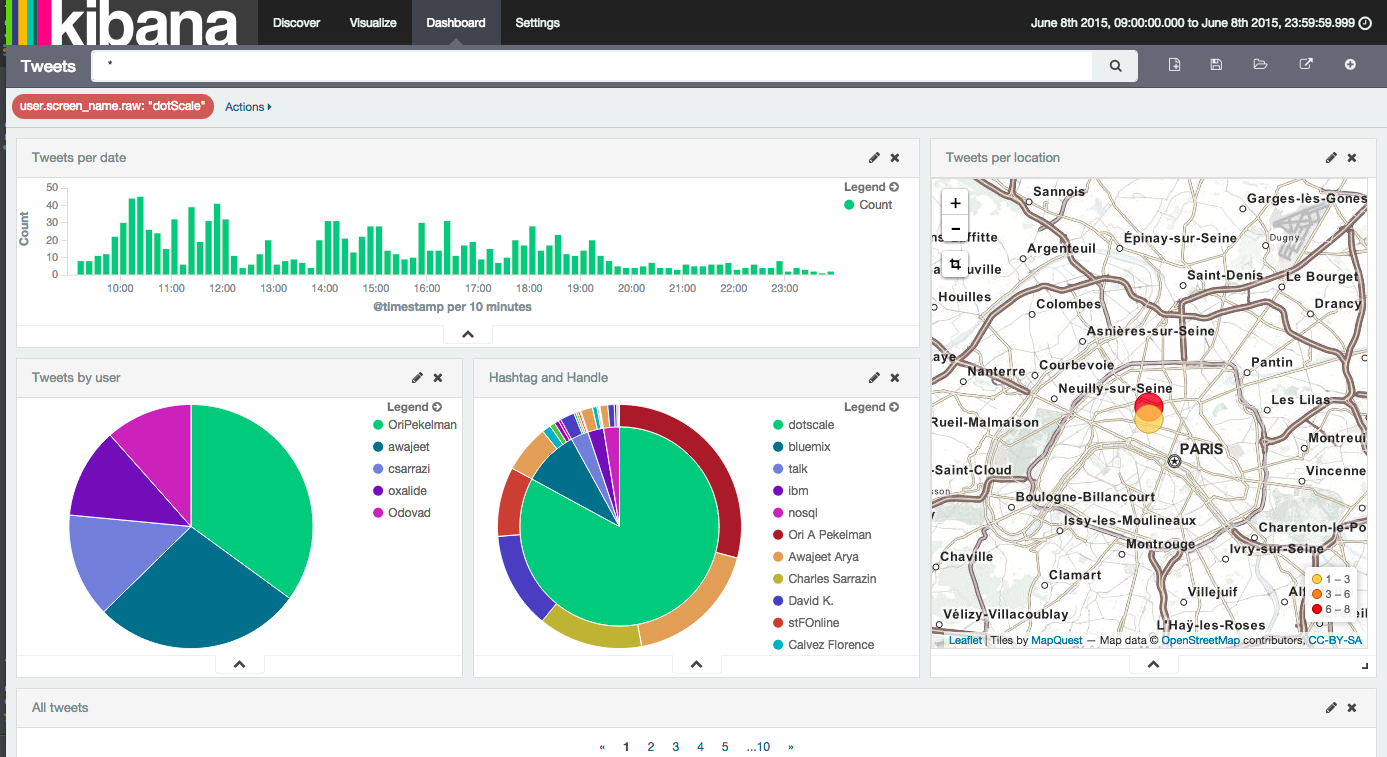 kibana
Discover
Visualize
Dashboard
Settings
June 8th 2015, 09:00:00.000 to June 8th 2015, 23:59:59.999
Tweets
*
user.screen_name.raw: "dotScale"
Actions
Tweets per date
Legend
Count
Count
50
40
30
20
10
0
10:00 11:00 12:00 13:00 14:00 15:00 16:00 17:00 18:00 19:00 20:00 21:00 22:00 23:00
@timestamp per 10 minutes
Tweets by user
Legend
OriPekelman
awajeet
csarrazi
oxalide
Odovad
Hashtag and Handle
Legend
dotscale
bluemix
talk
ibm
nosql
Ori A Pekelman
Awajeet Arya
Charles Sarrazin
David K.
stFOnline
Calvez Florence
Tweets per location
+
−
Sannois
Garges-lès-Gones
Argenteuil
Épinay-sur-Seine
Dugny
Saint-Denis
Le Bourget
Houilles
Colombes
Drancy
Asnières-sur-Seine
Nanterre
Courbevoie
Pantin
Neuilly-sur-Seine
Les Lilas
Rueil-Malmaison
PARIS
Montreui
-Saint-Cloud
Vincenne
Boulogne-Billancourt
Issy-les-Moulineaux
Charenton-le-Po
Montrouge
Ivry-sur-Seine
Chaville
Clamart
Villejuif
Vélizy-Villacoublay
L'Haÿ-les-Roses
1 – 3
3 – 6
6 – 8
Leaflet | Tiles by MapQuest — Map data © OpenStreetMap contributors, CC-BY-SA
All tweets
« 1 2 3 4 5 ...10 »